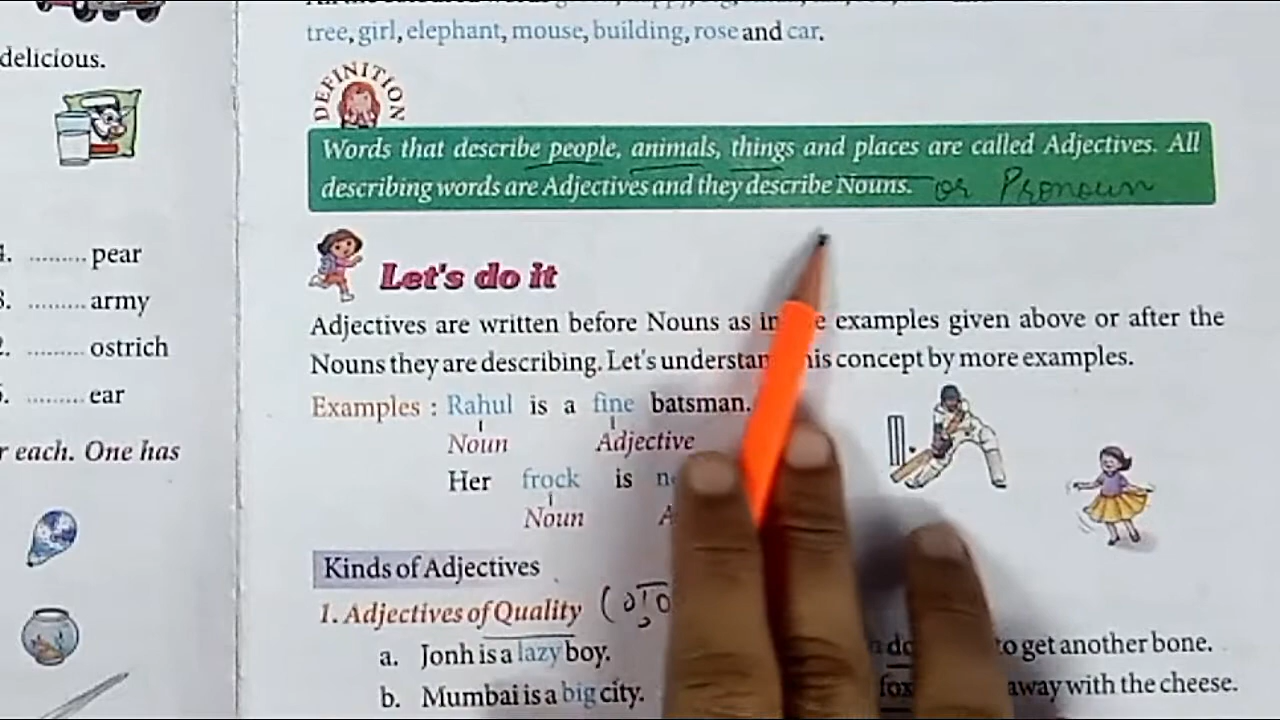 tree, girl, elephant, mouse, building, rose and car.
delicious.
DEFINITION
Words that describe people, animals, things and places are called Adjectives. All
describing words are Adjectives and they describe Nouns. or Pronoun
pear
army
ostrich
ear
r each. One has
Let's do it
Adjectives are written before Nouns as in examples given above or after the
Nouns they are describing. Let's understand this concept by more examples.
Examples : Rahul is a fine batsman.
Noun Adjective
Her frock is
Noun
Kinds of Adjectives
1. Adjectives of Quality
a. Jonh is a lazy boy.
to get another bone.
b. Mumbai is a big city.
fox away with the cheese.